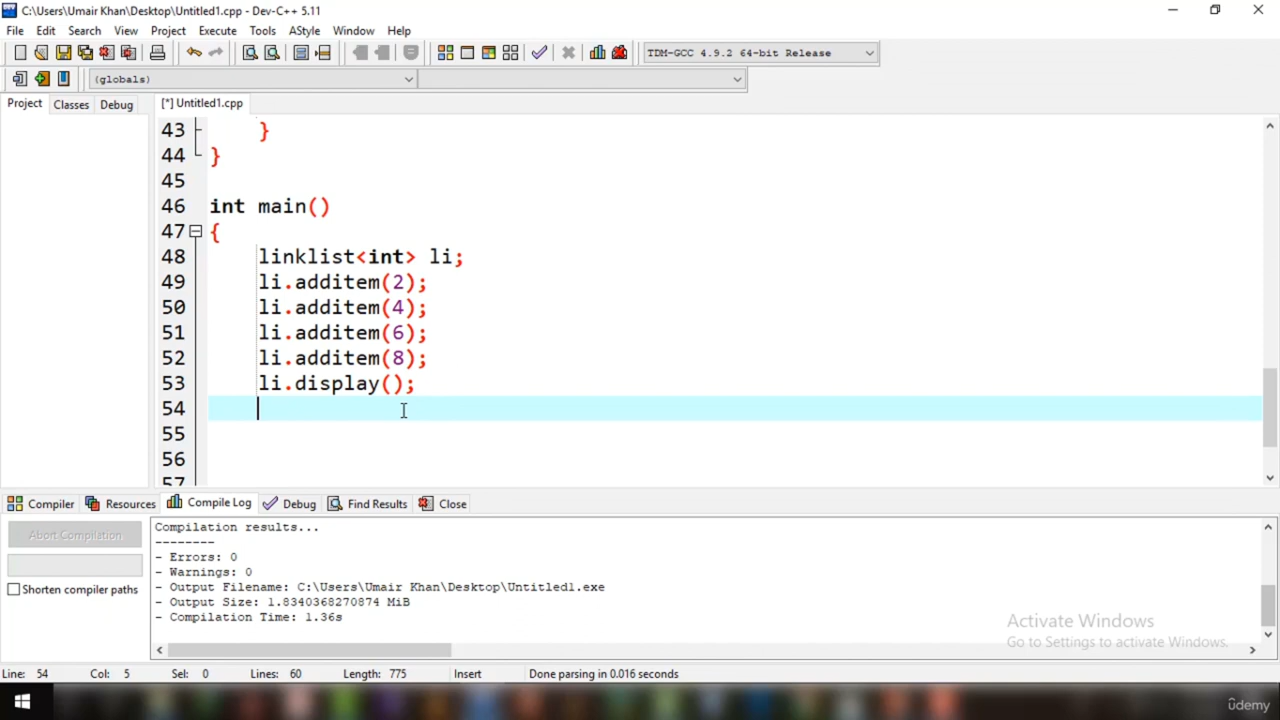 C:\Users\Umair Khan\Desktop\Untitled1.cpp - Dev-C++ 5.11
File Edit Search View Project Execute Tools AStyle Window Help
TDM-GCC 4.9.2 64-bit Release
(globals)
Project Classes Debug [*] Untitled1.cpp
43 }
44 }
45
46 int main()
47 {
48 linklist<int> li;
49 li.additem(2);
50 li.additem(4);
51 li.additem(6);
52 li.additem(8);
53 li.display();
54
55
56
57
Compiler Resources Compile Log Debug Find Results Close
Abort Compilation
Shorten compiler paths
Compilation results...
--------
- Errors: 0
- Warnings: 0
- Output Filename: C:\Users\Umair Khan\Desktop\Untitled1.exe
- Output Size: 1.8340368270874 MiB
- Compilation Time: 1.36s
Activate Windows
Go to Settings to activate Windows.
Line: 54 Col: 5 Sel: 0 Lines: 60 Length: 775 Insert Done parsing in 0.016 seconds
ûdemy